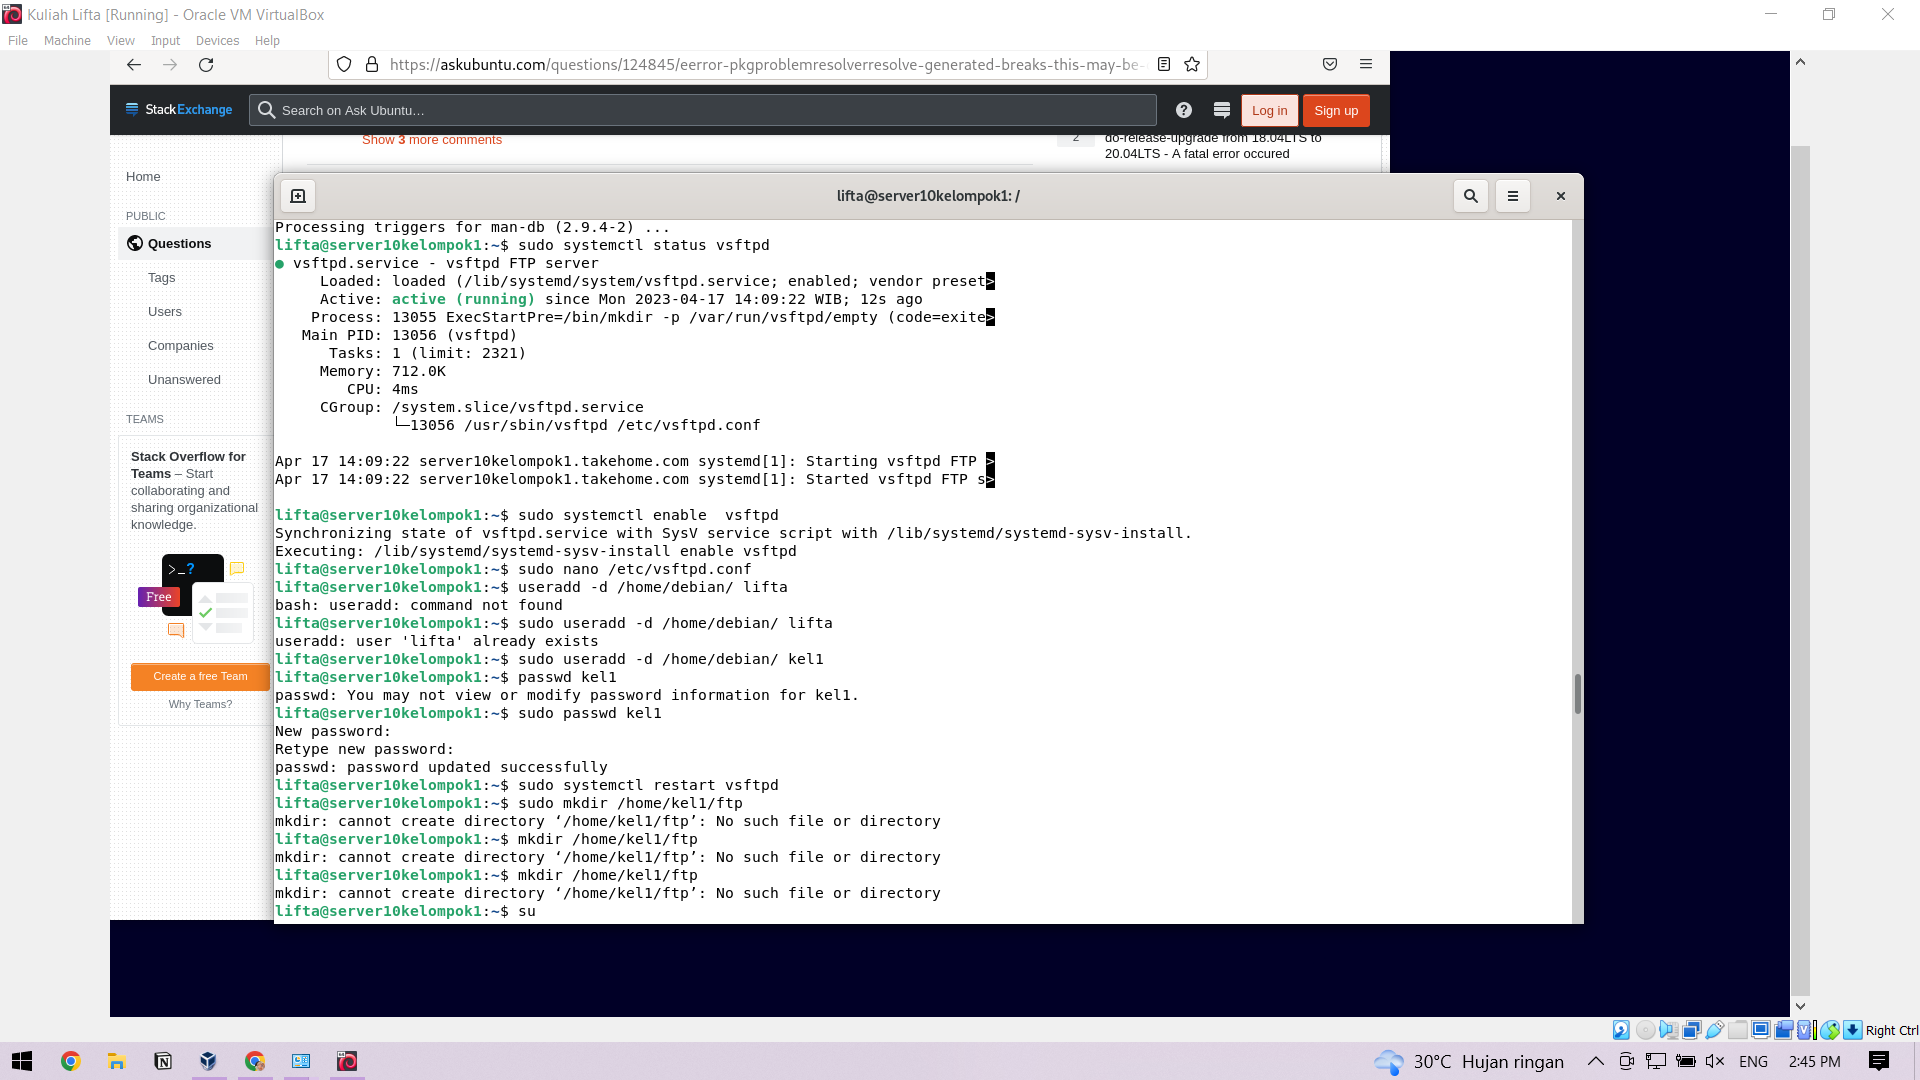 Kuliah Lifta [Running] - Oracle VM VirtualBox
File Machine View Input Devices Help
https://askubuntu.com/questions/124845/eerror-pkgproblemresolverresolve-generated-breaks-this-may-be-
StackExchange
Search on Ask Ubuntu…
Log in
Sign up
Show 3 more comments
2
do-release-upgrade from 18.04LTS to
20.04LTS - A fatal error occured
Home
PUBLIC
Questions
Tags
Users
Companies
Unanswered
TEAMS
Stack Overflow for
Teams – Start
collaborating and
sharing organizational
knowledge.
>_?
Free
Create a free Team
Why Teams?
lifta@server10kelompok1: /
Processing triggers for man-db (2.9.4-2) ...
lifta@server10kelompok1:~$ sudo systemctl status vsftpd
● vsftpd.service - vsftpd FTP server
Loaded: loaded (/lib/systemd/system/vsftpd.service; enabled; vendor preset>
Active: active (running) since Mon 2023-04-17 14:09:22 WIB; 12s ago
Process: 13055 ExecStartPre=/bin/mkdir -p /var/run/vsftpd/empty (code=exite>
Main PID: 13056 (vsftpd)
Tasks: 1 (limit: 2321)
Memory: 712.0K
CPU: 4ms
CGroup: /system.slice/vsftpd.service
└─13056 /usr/sbin/vsftpd /etc/vsftpd.conf
Apr 17 14:09:22 server10kelompok1.takehome.com systemd[1]: Starting vsftpd FTP >
Apr 17 14:09:22 server10kelompok1.takehome.com systemd[1]: Started vsftpd FTP s>
lifta@server10kelompok1:~$ sudo systemctl enable  vsftpd
Synchronizing state of vsftpd.service with SysV service script with /lib/systemd/systemd-sysv-install.
Executing: /lib/systemd/systemd-sysv-install enable vsftpd
lifta@server10kelompok1:~$ sudo nano /etc/vsftpd.conf
lifta@server10kelompok1:~$ useradd -d /home/debian/ lifta
bash: useradd: command not found
lifta@server10kelompok1:~$ sudo useradd -d /home/debian/ lifta
useradd: user 'lifta' already exists
lifta@server10kelompok1:~$ sudo useradd -d /home/debian/ kel1
lifta@server10kelompok1:~$ passwd kel1
passwd: You may not view or modify password information for kel1.
lifta@server10kelompok1:~$ sudo passwd kel1
New password:
Retype new password:
passwd: password updated successfully
lifta@server10kelompok1:~$ sudo systemctl restart vsftpd
lifta@server10kelompok1:~$ sudo mkdir /home/kel1/ftp
mkdir: cannot create directory ‘/home/kel1/ftp’: No such file or directory
lifta@server10kelompok1:~$ mkdir /home/kel1/ftp
mkdir: cannot create directory ‘/home/kel1/ftp’: No such file or directory
lifta@server10kelompok1:~$ mkdir /home/kel1/ftp
mkdir: cannot create directory ‘/home/kel1/ftp’: No such file or directory
lifta@server10kelompok1:~$ su
Right Ctrl
30°C Hujan ringan
ENG
2:45 PM